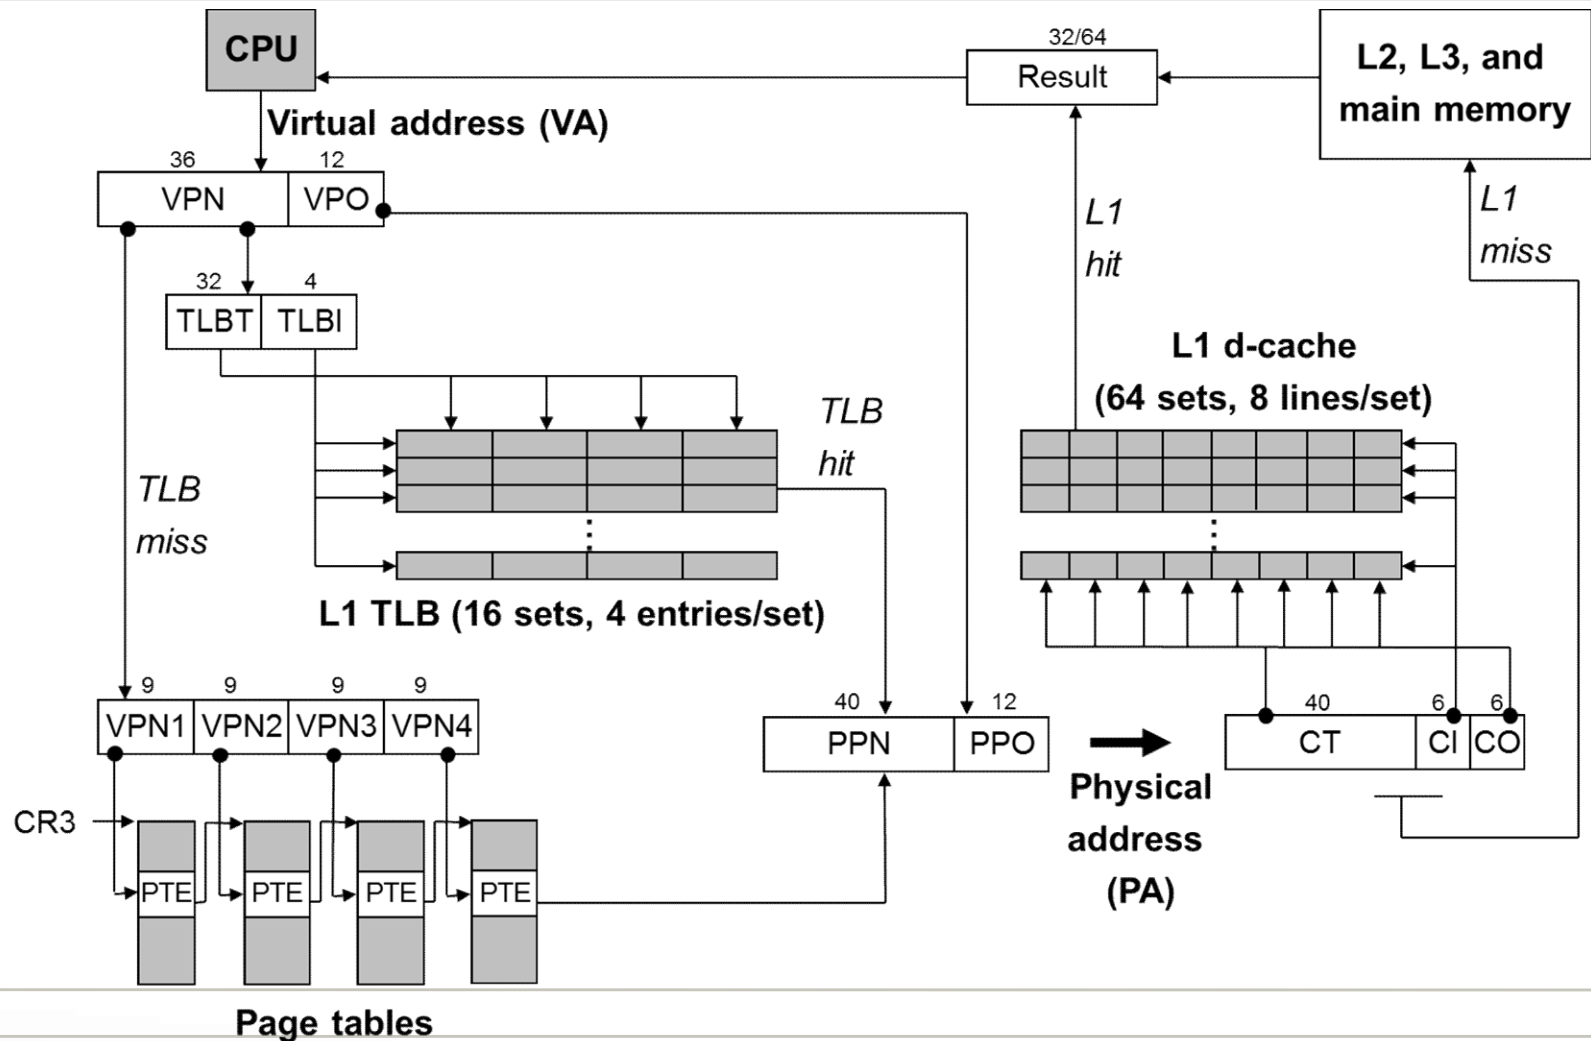 CPU
32/64
Result
L2, L3, and
main memory
Virtual address (VA)
36 12
VPN VPO
L1
hit
L1
miss
32 4
TLBT TLBI
L1 d-cache
(64 sets, 8 lines/set)
TLB
hit
TLB
miss
L1 TLB (16 sets, 4 entries/set)
9 9 9 9
VPN1 VPN2 VPN3 VPN4
40 12
PPN PPO
40 6 6
CT CI CO
Physical
address
(PA)
CR3
PTE PTE PTE PTE
Page tables